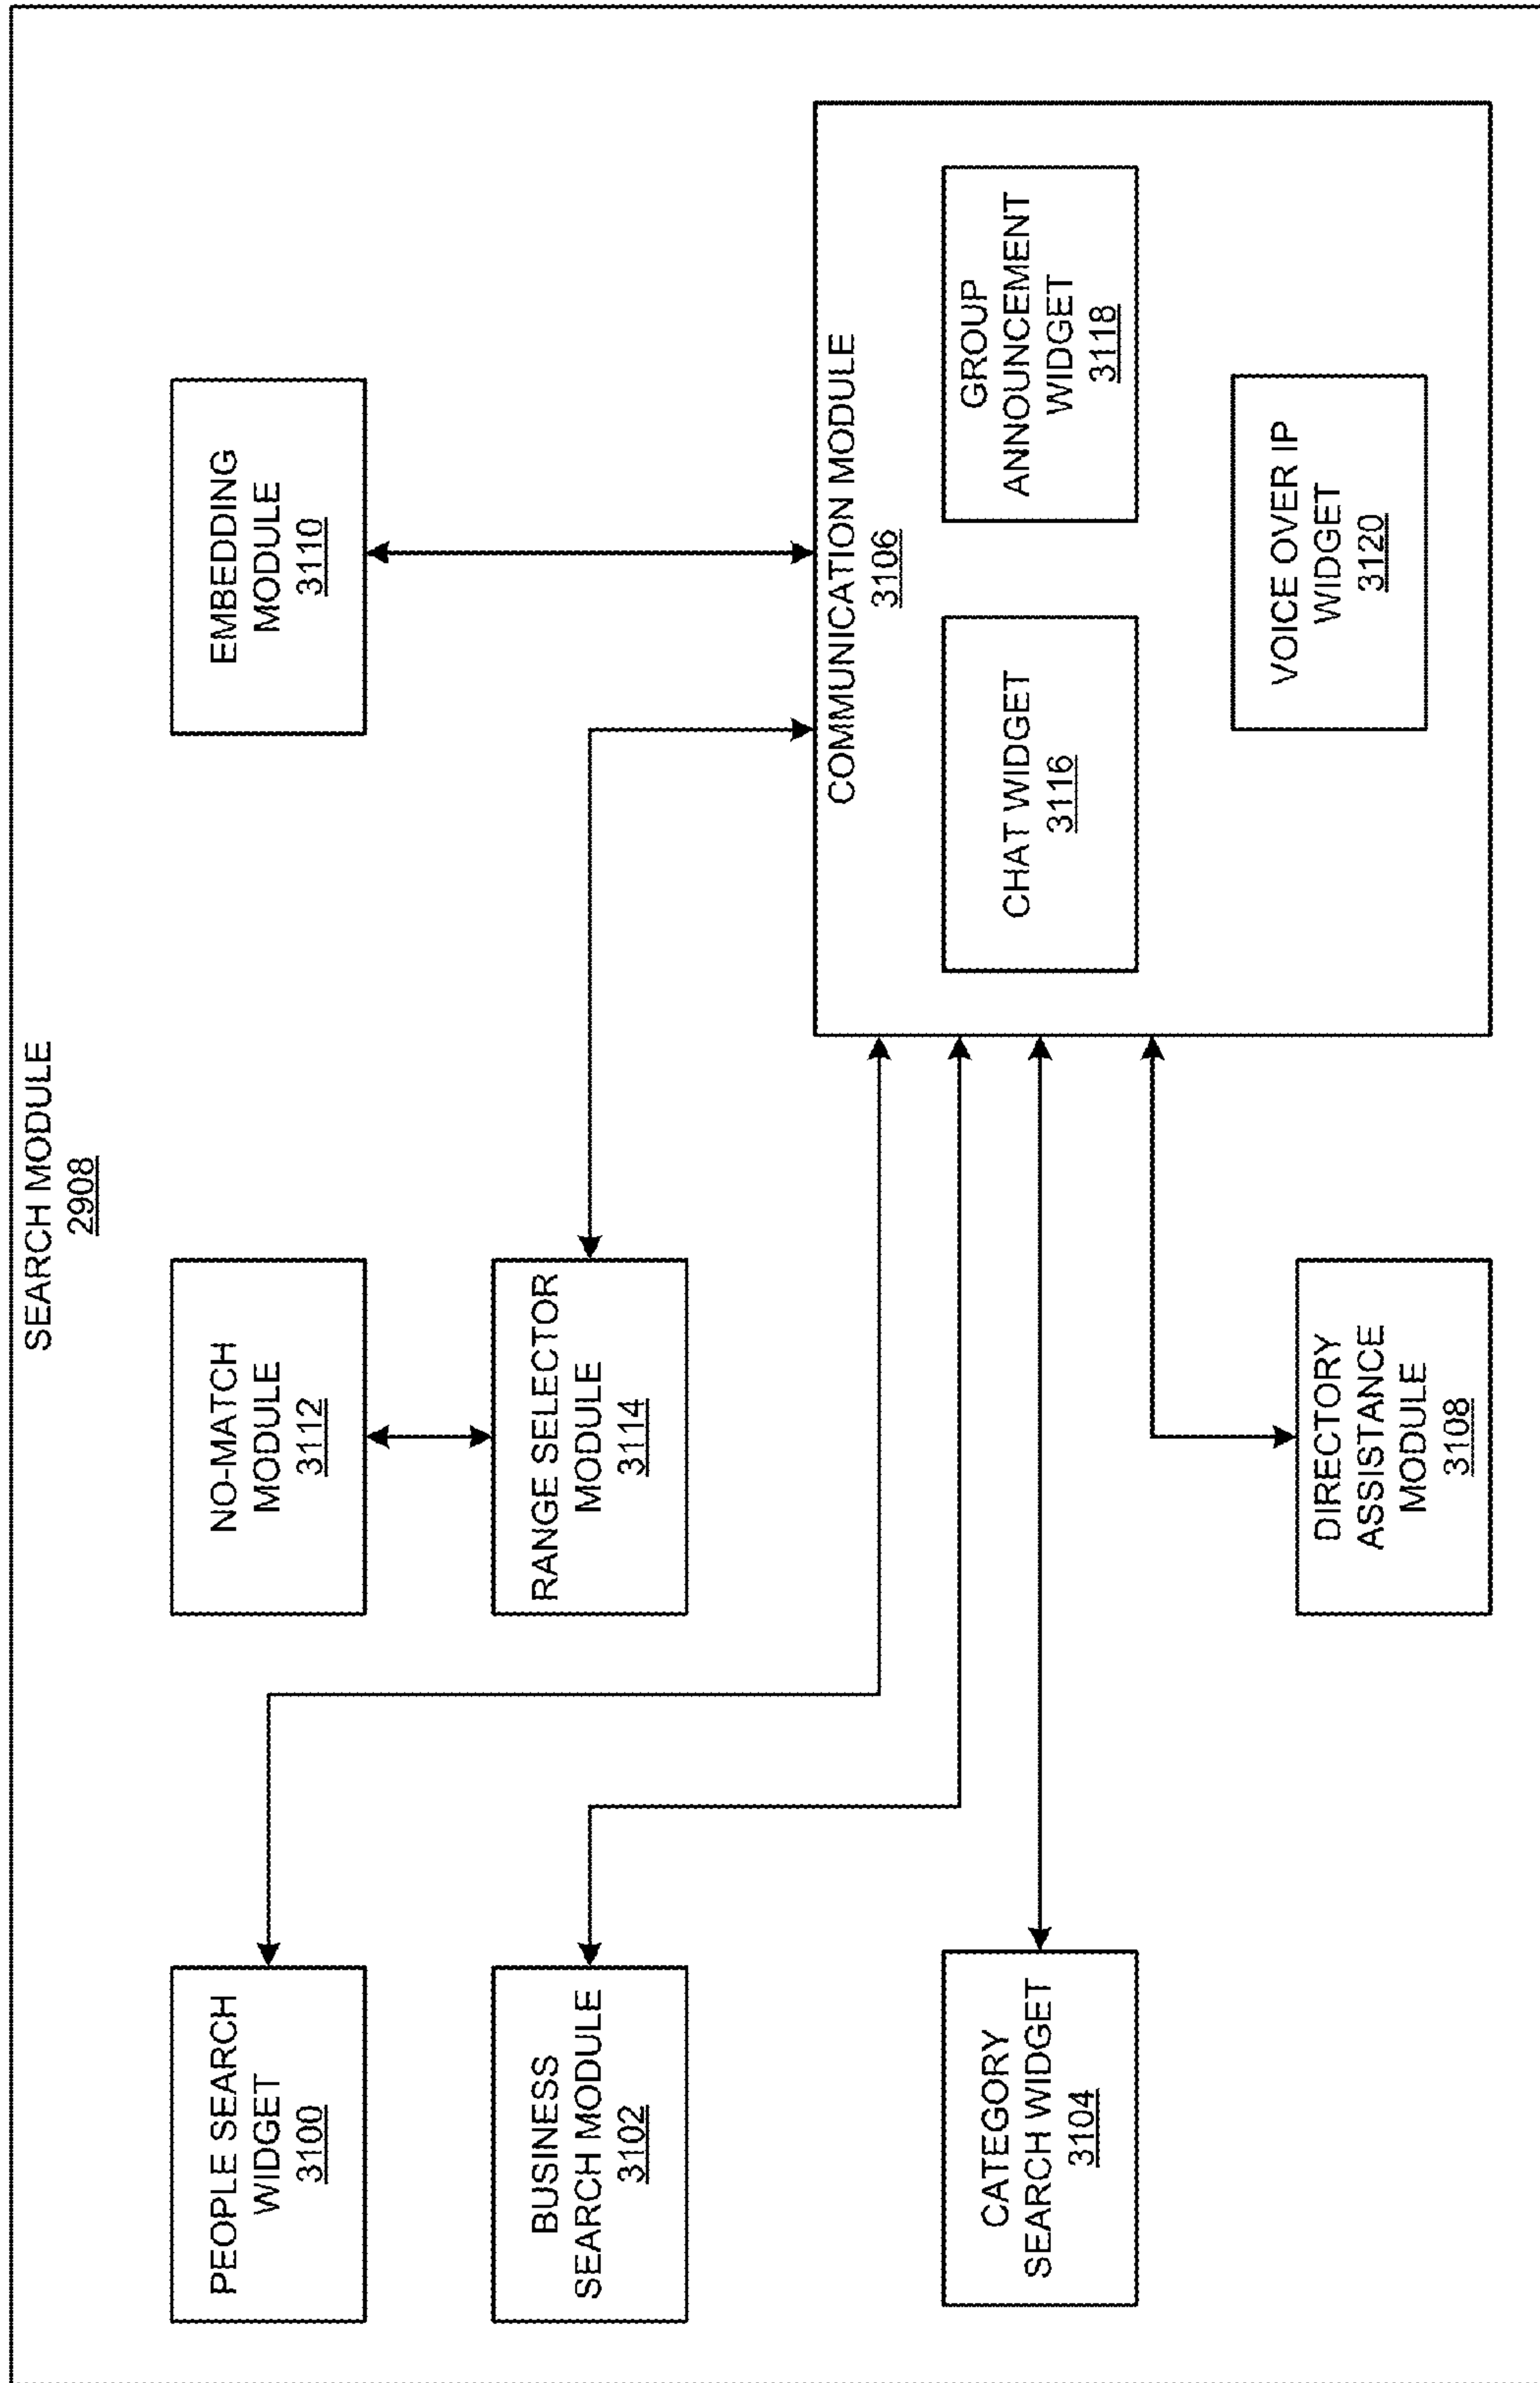 SEARCH MODULE
2908
PEOPLE SEARCH
WIDGET
3100
NO-MATCH
MODULE
3112
EMBEDDING
MODULE
3110
BUSINESS
SEARCH MODULE
3102
RANGE SELECTOR
MODULE
3114
COMMUNICATION MODULE
3106
CATEGORY
SEARCH WIDGET
3104
CHAT WIDGET
3116
GROUP
ANNOUNCEMENT
WIDGET
3118
DIRECTORY
ASSISTANCE
MODULE
3108
VOICE OVER IP
WIDGET
3120